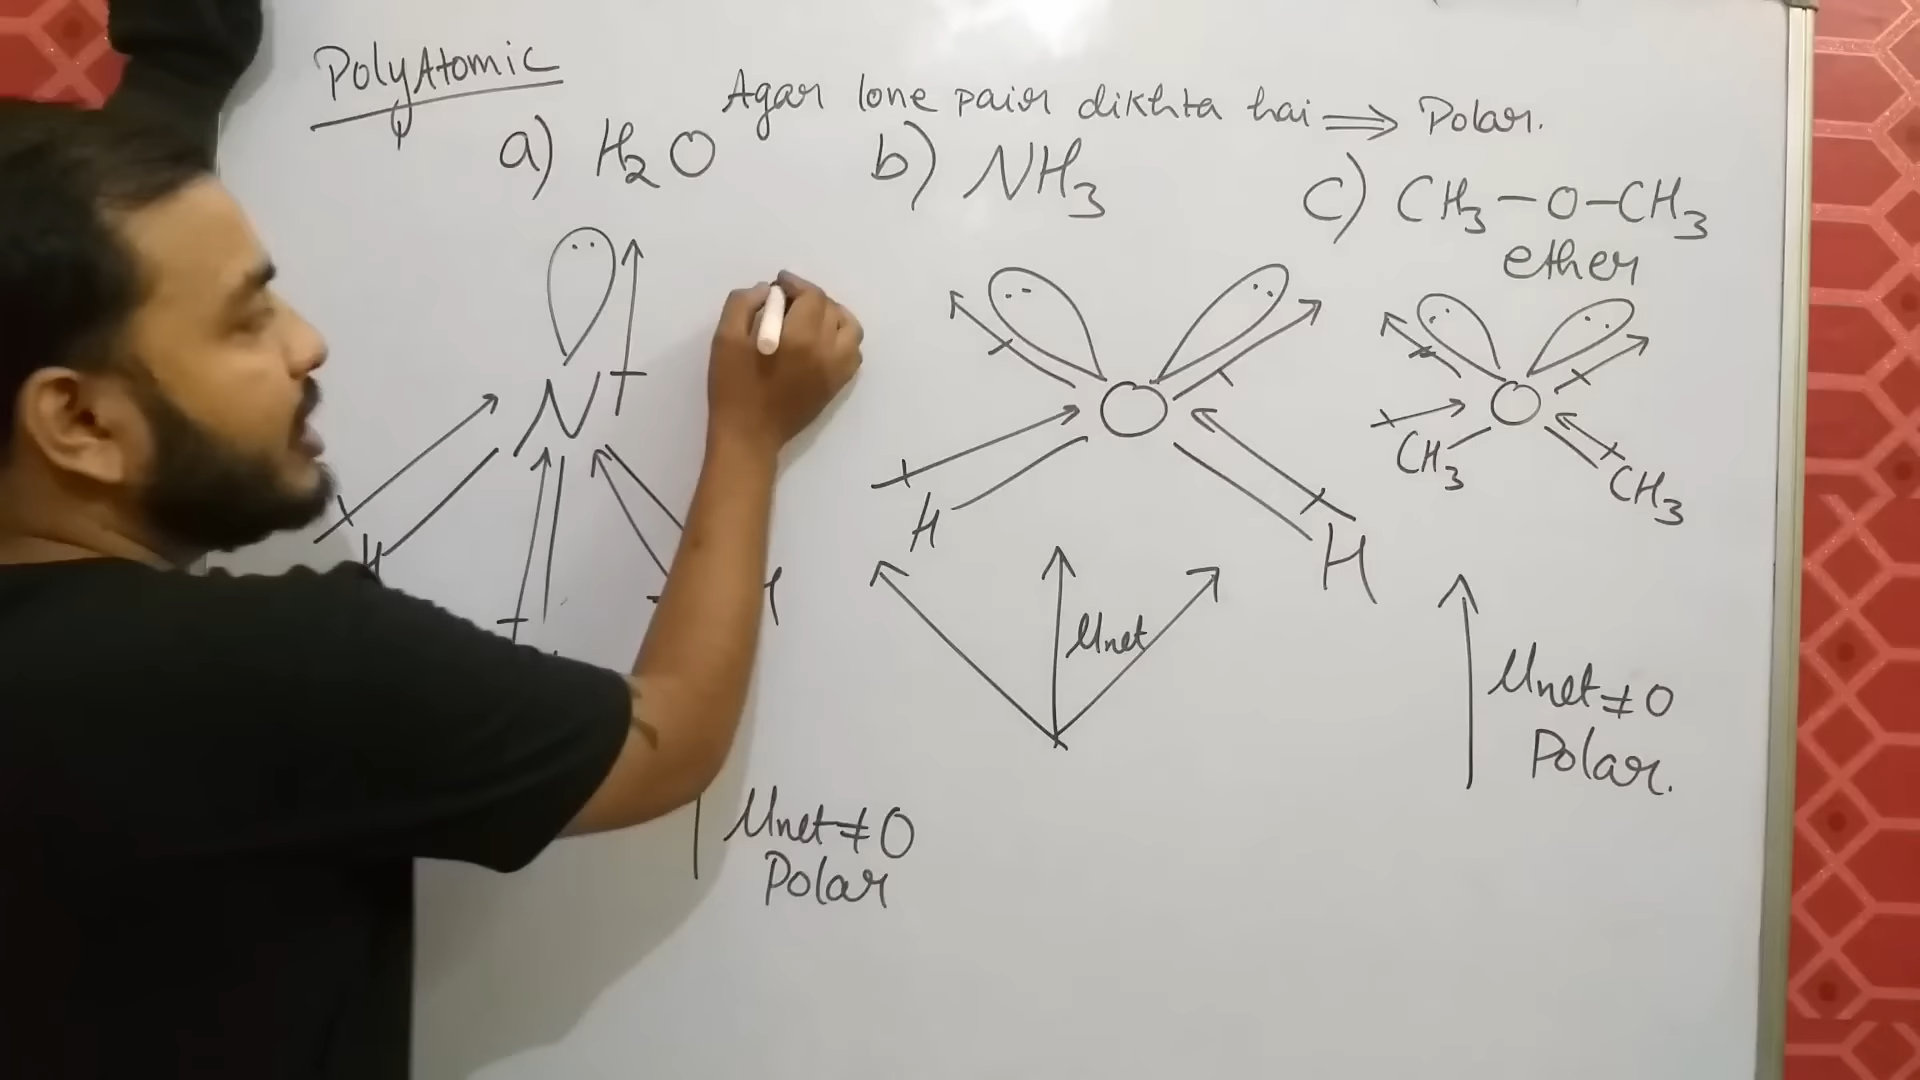 PolyAtomic
Agar lone pair dikhta hai ⟹ Polar.
a) H₂O
b) NH₃
c) CH₃-O-CH₃
ether
N
H
O
H
H
μnet
O
CH₃
CH₃
μnet ≠ 0
Polar.
μnet ≠ 0
Polar